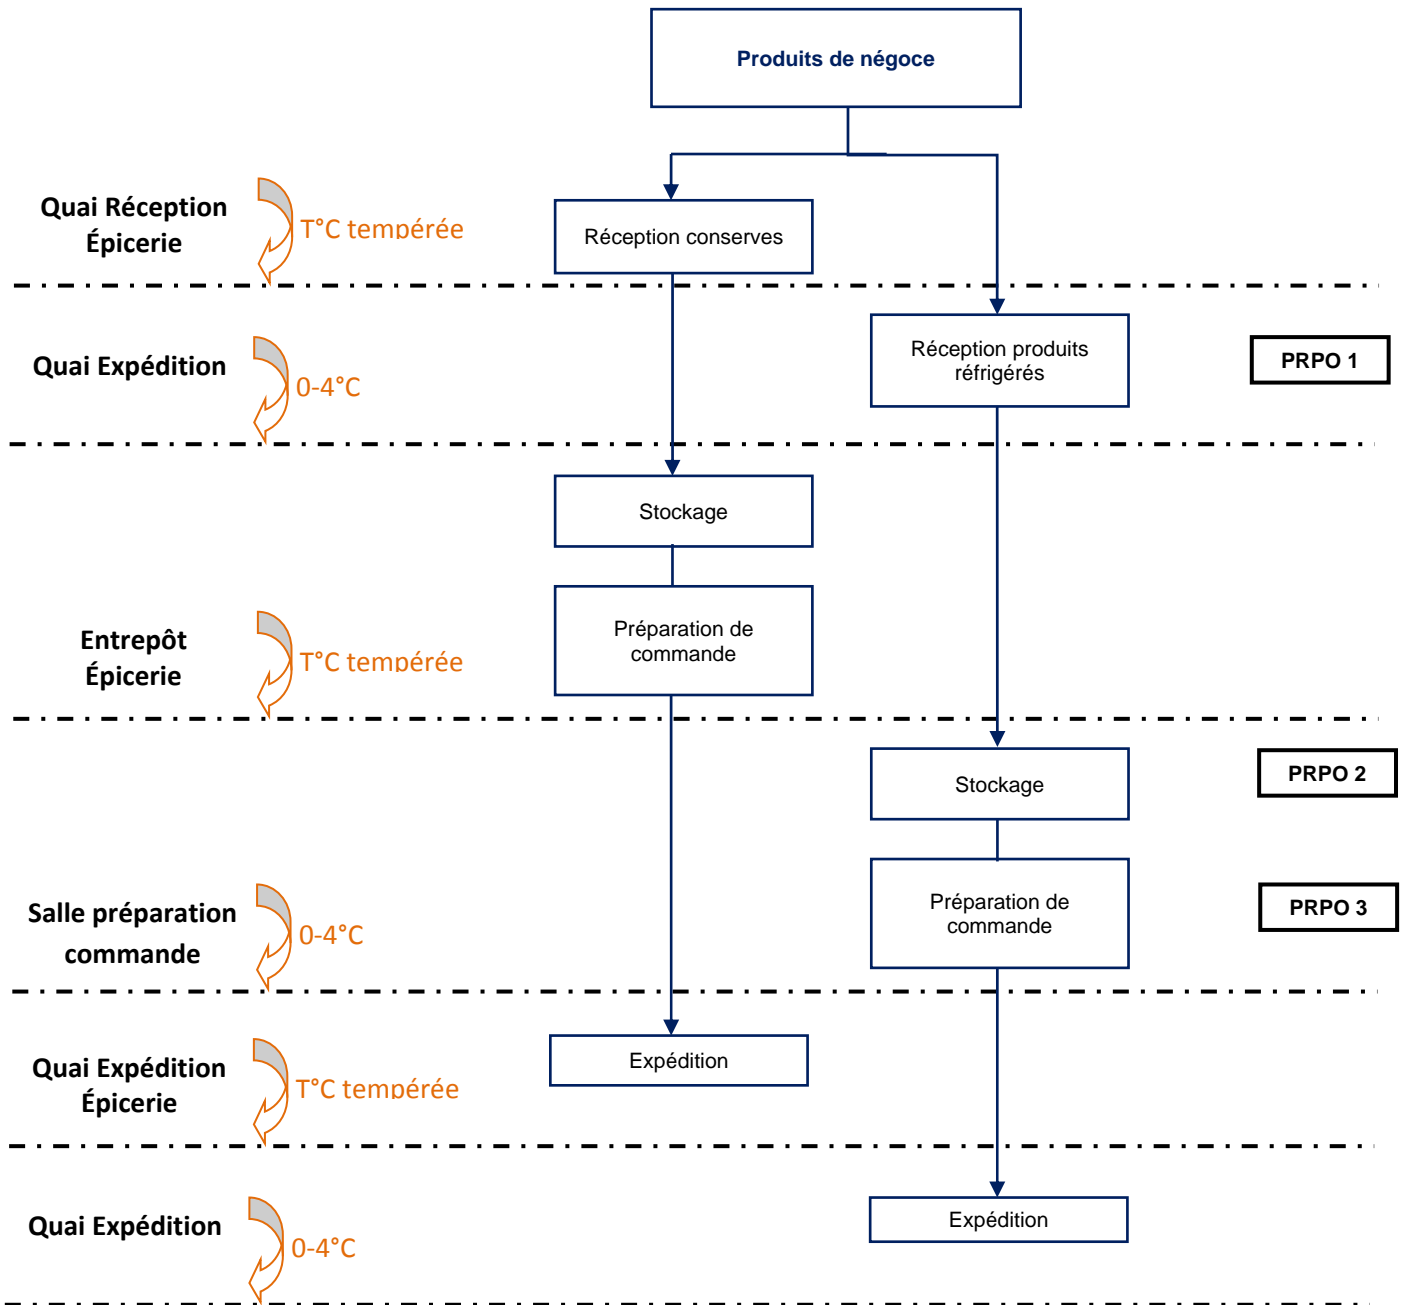 Produits de négoce
Quai Réception
Épicerie
T°C tempérée
Réception conserves
Quai Expédition
0-4°C
Réception produits
réfrigérés
PRPO 1
Stockage
Entrepôt
Épicerie
T°C tempérée
Préparation de
commande
Stockage
PRPO 2
Salle préparation
commande
0-4°C
Préparation de
commande
PRPO 3
Quai Expédition
Épicerie
T°C tempérée
Expédition
Quai Expédition
0-4°C
Expédition